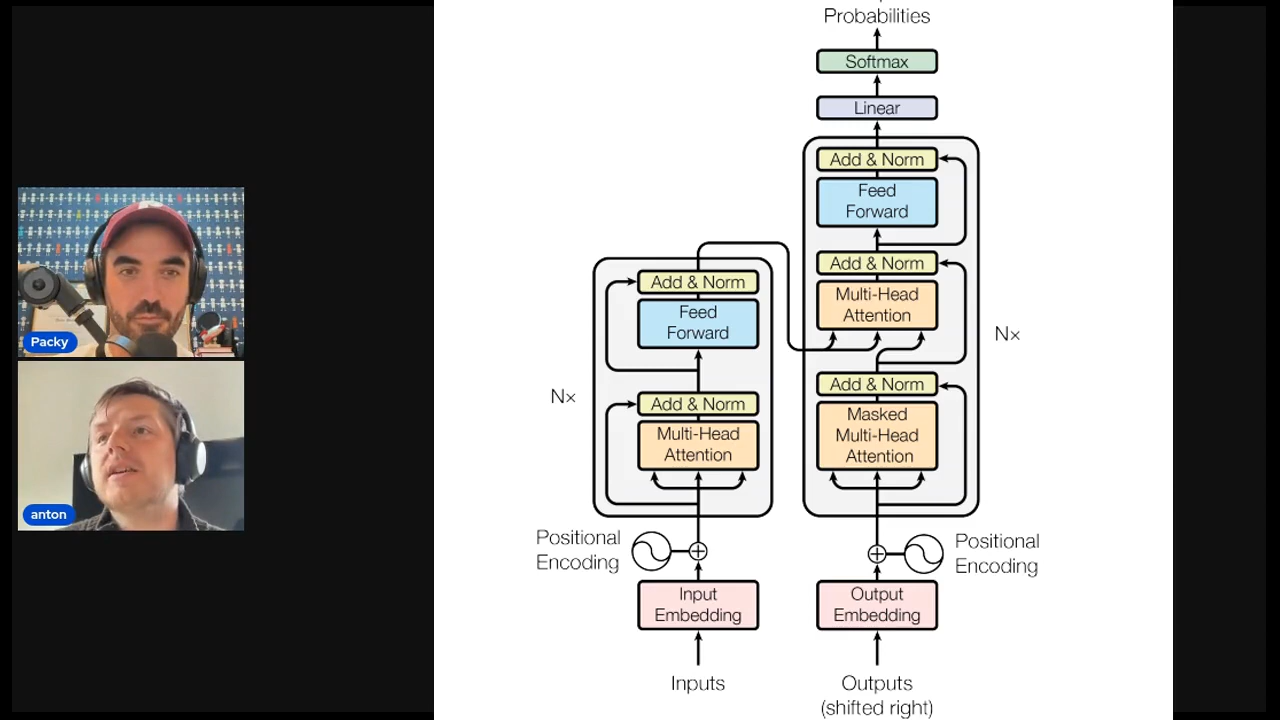 Packy
anton
Probabilities
Softmax
Linear
Add & Norm
Feed
Forward
Add & Norm
Multi-Head
Attention
Add & Norm
Masked
Multi-Head
Attention
Nx
Add & Norm
Feed
Forward
Add & Norm
Multi-Head
Attention
Nx
Positional
Encoding
Positional
Encoding
Input
Embedding
Output
Embedding
Inputs
Outputs
(shifted right)